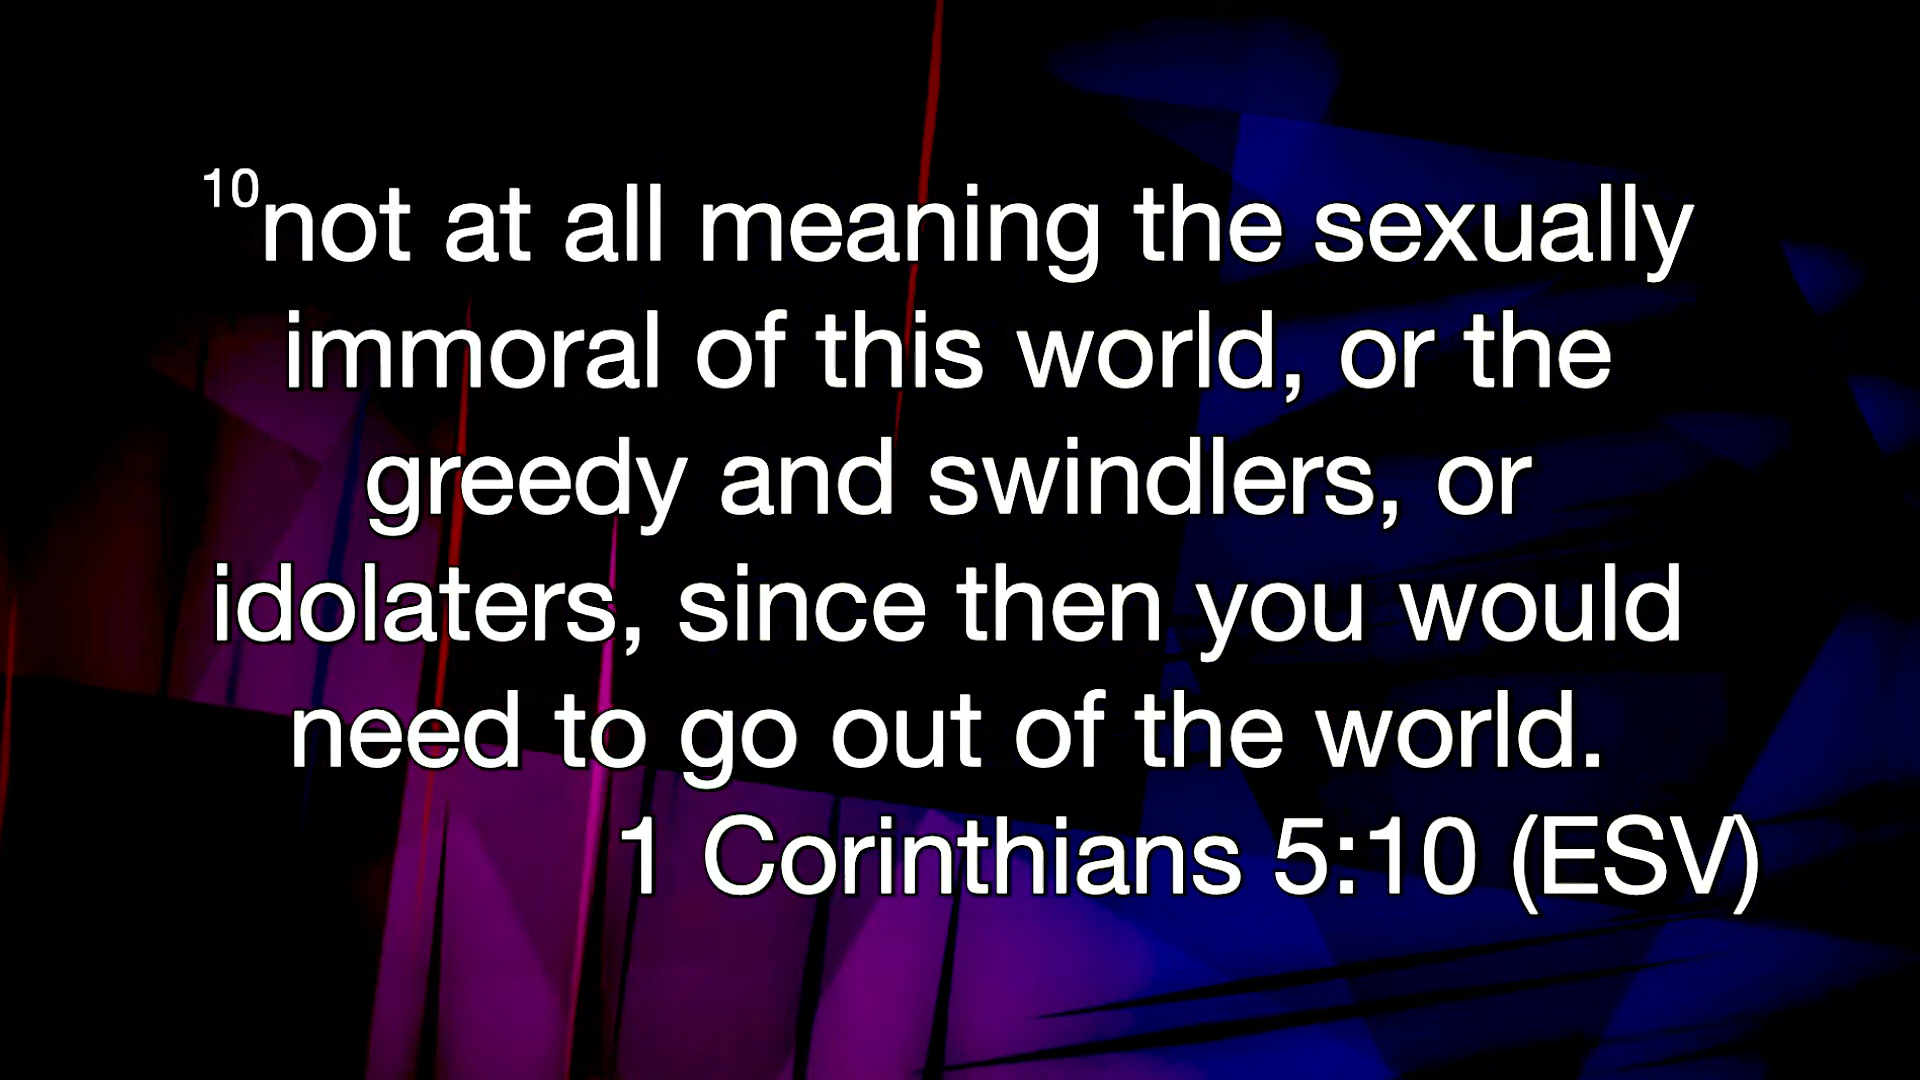 10not at all meaning the sexually
immoral of this world, or the
greedy and swindlers, or
idolaters, since then you would
need to go out of the world.
1 Corinthians 5:10 (ESV)